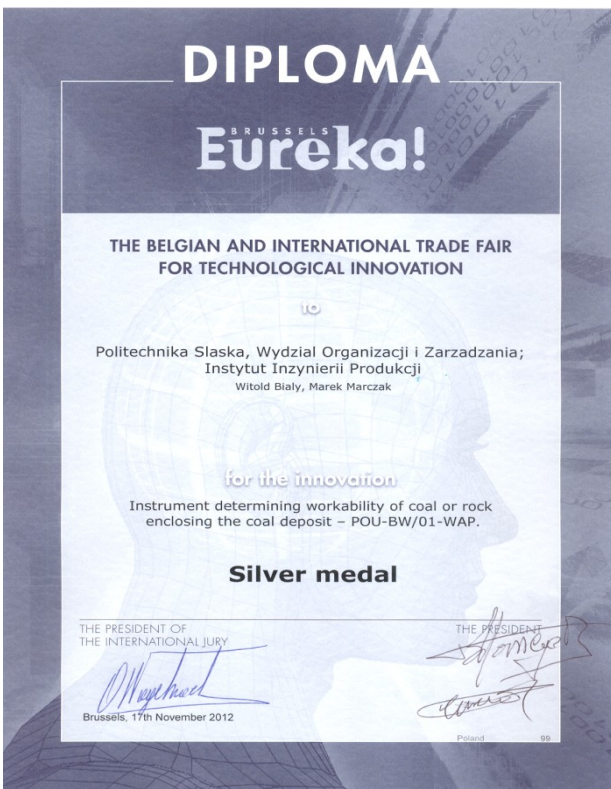 DIPLOMA
BRUSSELS
Eureka!
THE BELGIAN AND INTERNATIONAL TRADE FAIR
FOR TECHNOLOGICAL INNOVATION
to
Politechnika Slaska, Wydzial Organizacji i Zarzadzania;
Instytut Inzynierii Produkcji
Witold Bialy, Marek Marczak
for the innovation
Instrument determining workability of coal or rock
enclosing the coal deposit – POU-BW/01-WAP.
Silver medal
THE PRESIDENT OF
THE INTERNATIONAL JURY
THE PRESIDENT
Brussels, 17th November 2012
Poland 99